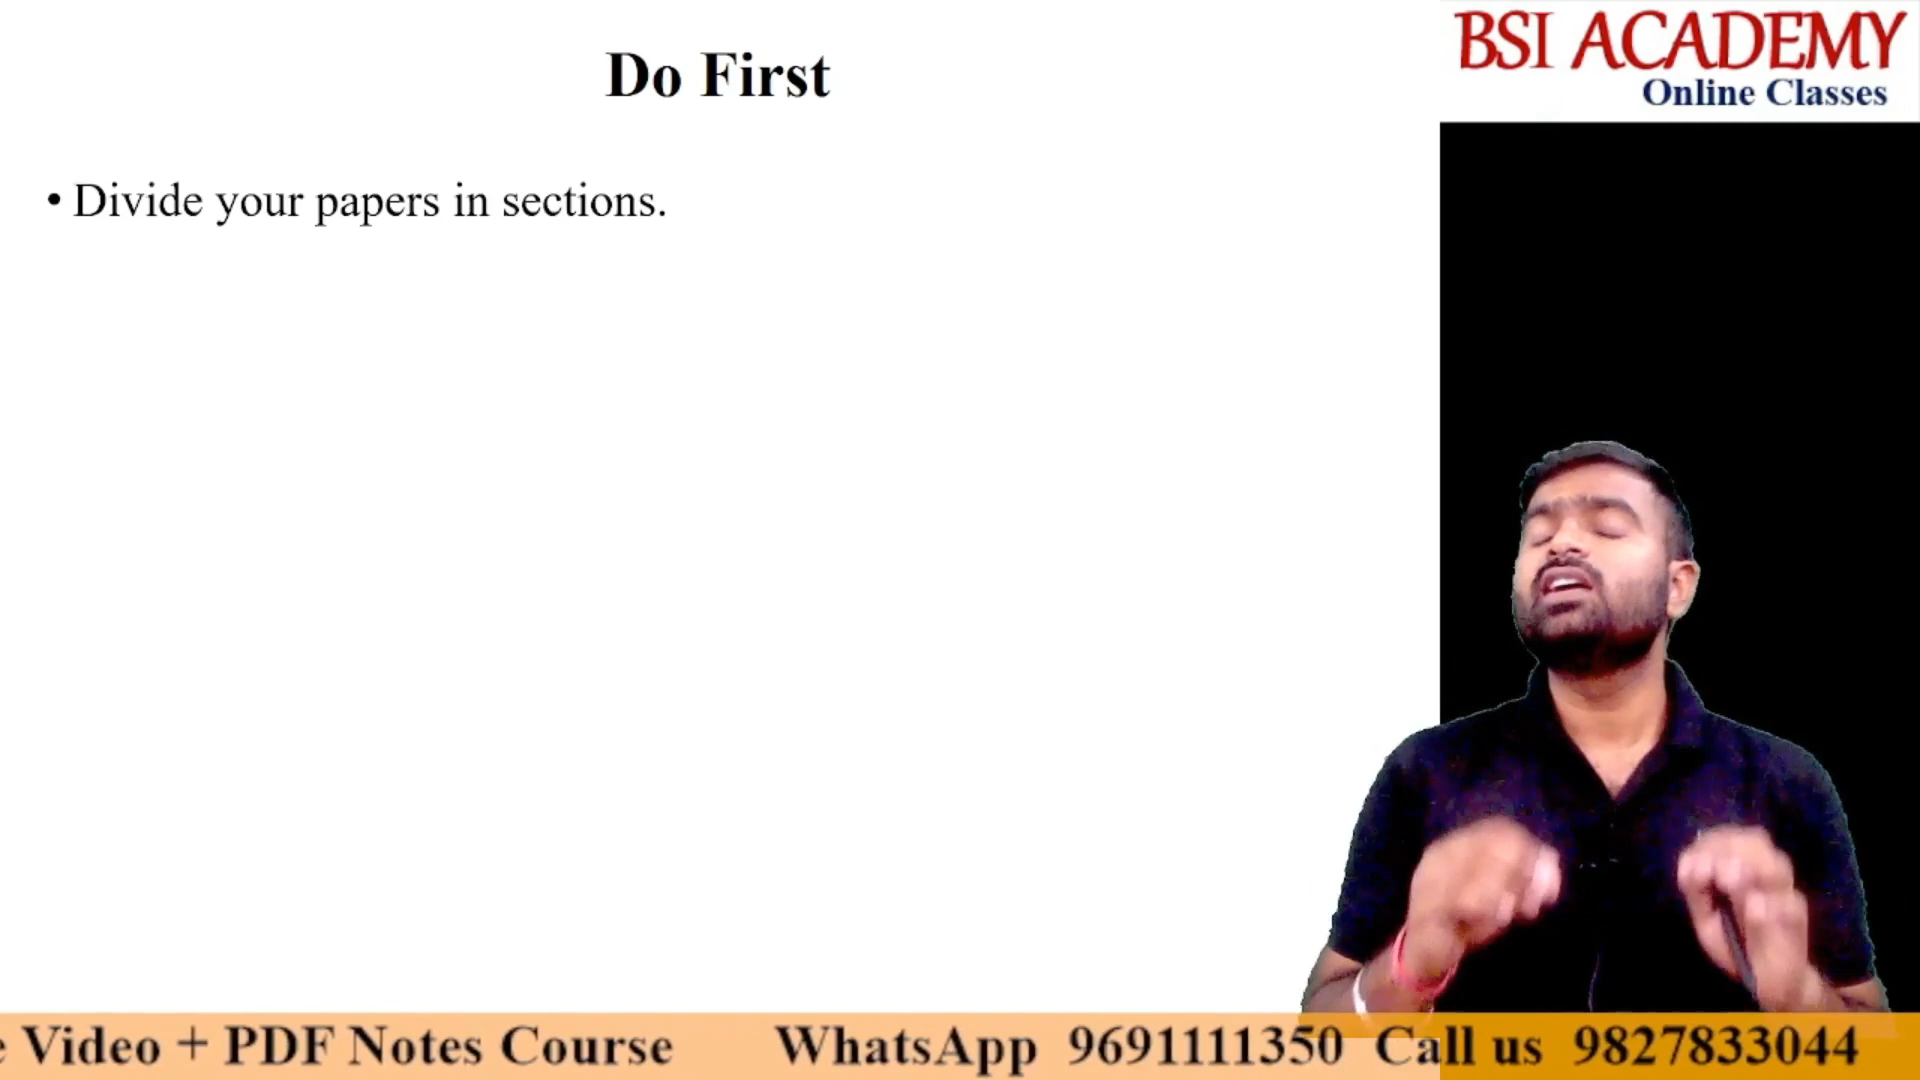 Do First
BSI ACADEMY
Online Classes
• Divide your papers in sections.
Video + PDF Notes Course WhatsApp 9691111350 Call us 9827833044